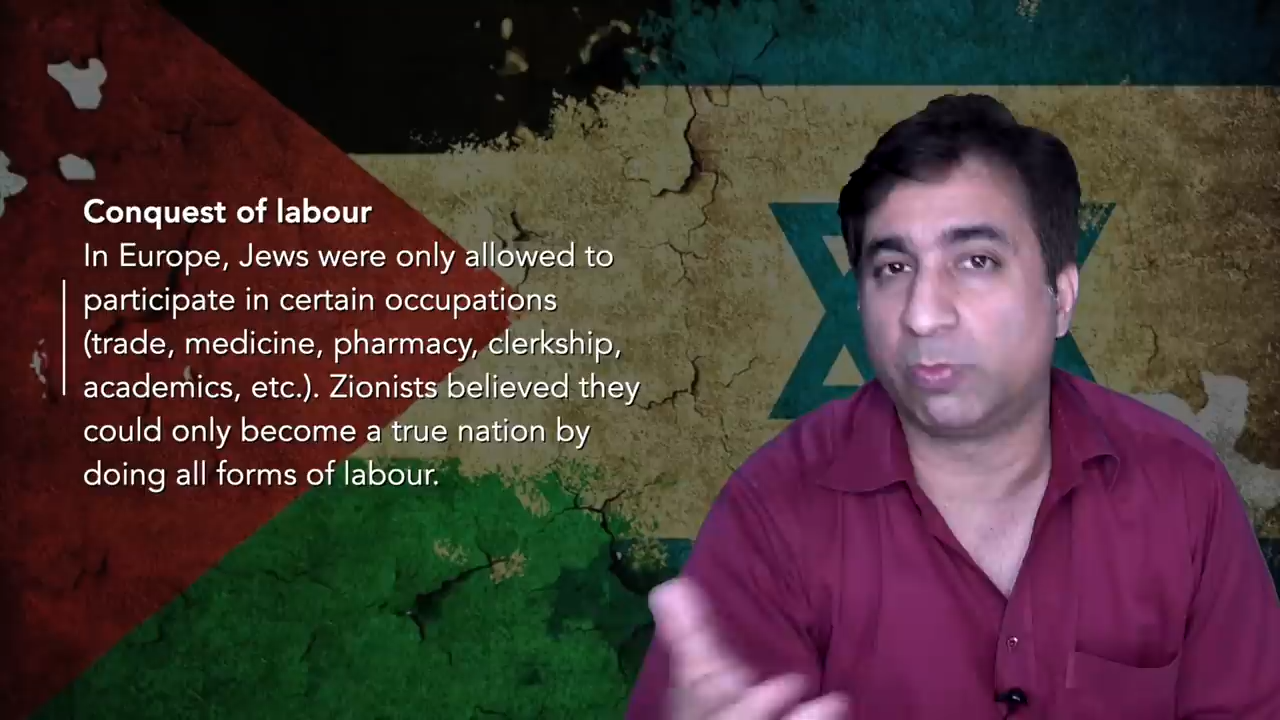 Conquest of labour
In Europe, Jews were only allowed to
participate in certain occupations
(trade, medicine, pharmacy, clerkship,
academics, etc.). Zionists believed they
could only become a true nation by
doing all forms of labour.